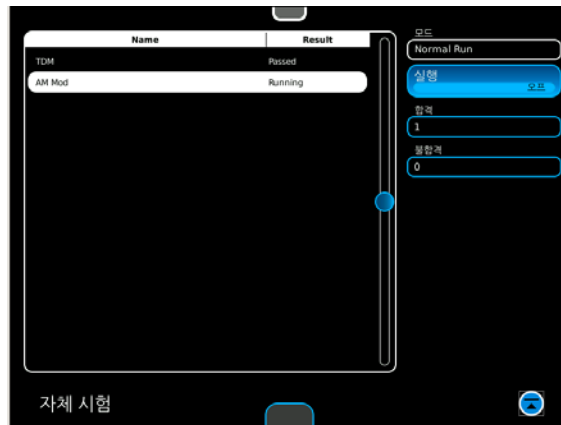 Name Result
TDM Passed
AM Mod Running
모드
Normal Run
실행
오프
합격
1
불합격
0
자체 시험